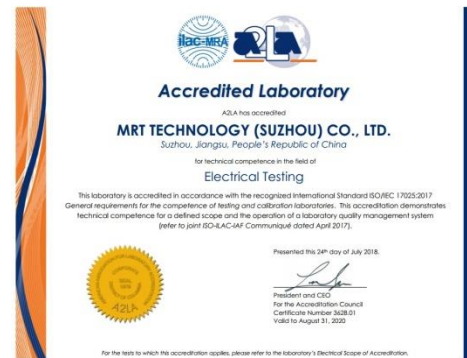 ilac-MRA
A2LA
Accredited Laboratory
A2LA has accredited
MRT TECHNOLOGY (SUZHOU) CO., LTD.
Suzhou, Jiangsu, People's Republic of China
for technical competence in the field of
Electrical Testing
This laboratory is accredited in accordance with the recognized International Standard ISO/IEC 17025:2017
General requirements for the competence of testing and calibration laboratories. This accreditation demonstrates
technical competence for a defined scope and the operation of a laboratory quality management system
(refer to joint ISO-ILAC-IAF Communiqué dated April 2017).
Presented this 24th day of July 2018.
President and CEO
For the Accreditation Council
Certificate Number 3628.01
Valid to August 31, 2020
CORPORATE
SEAL
1978
A2LA
For the tests to which this accreditation applies, please refer to the laboratory's Electrical Scope of Accreditation.